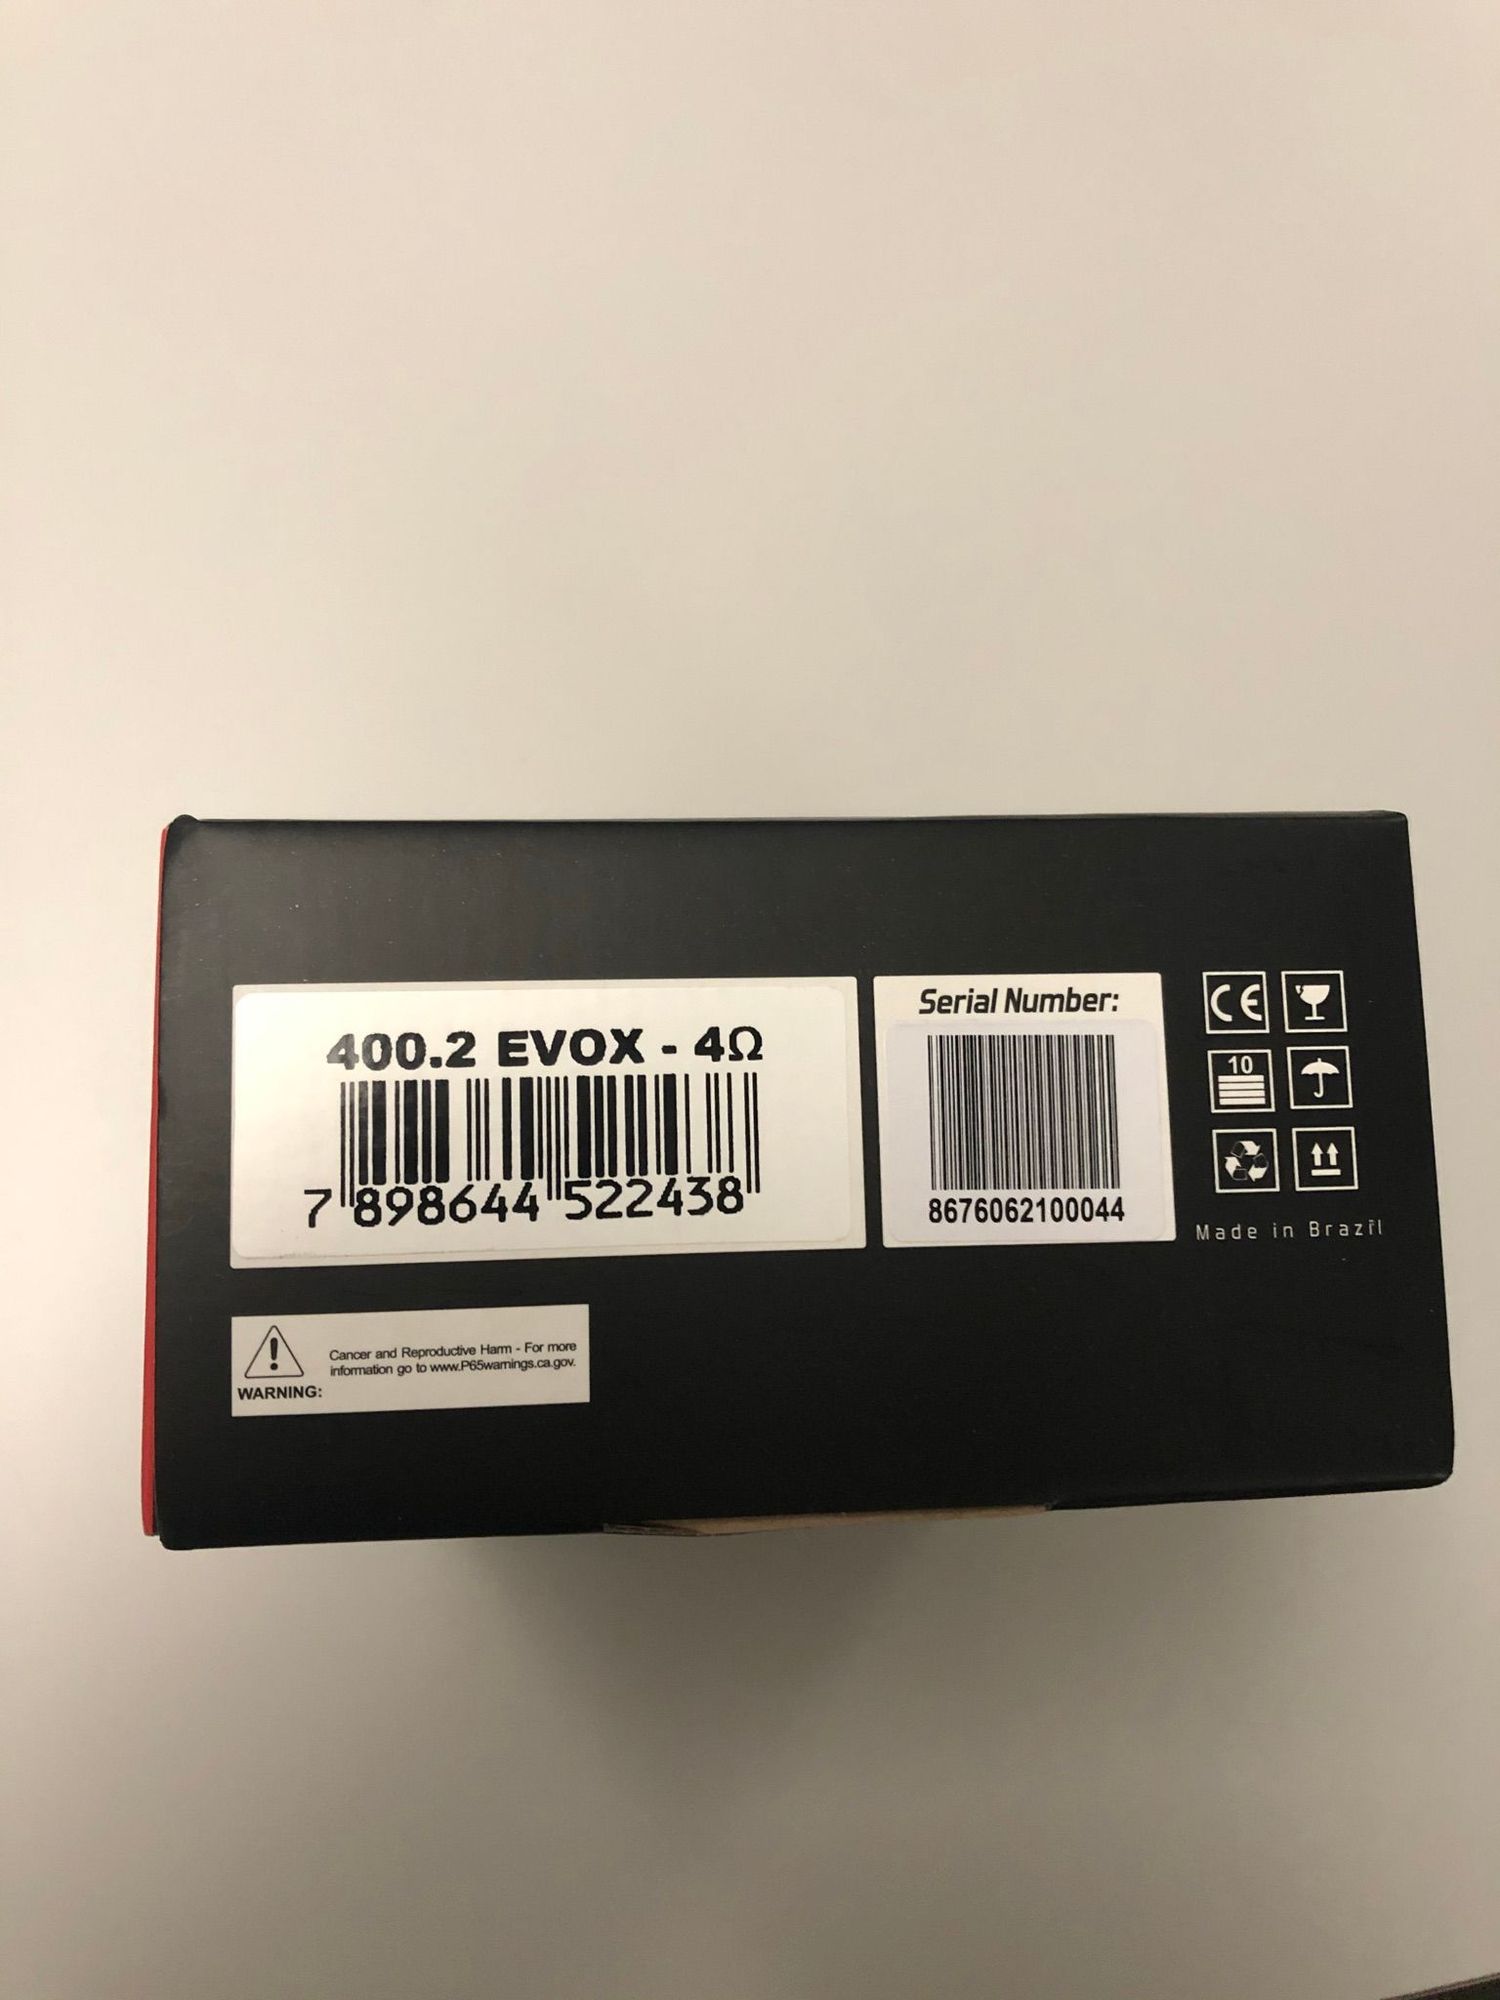 400.2 EVOX - 4Ω
7 898644 522438
Serial Number:
8676062100044
CE
10
Made in Brazil
WARNING:
Cancer and Reproductive Harm - For more
information go to www.P65warnings.ca.gov.